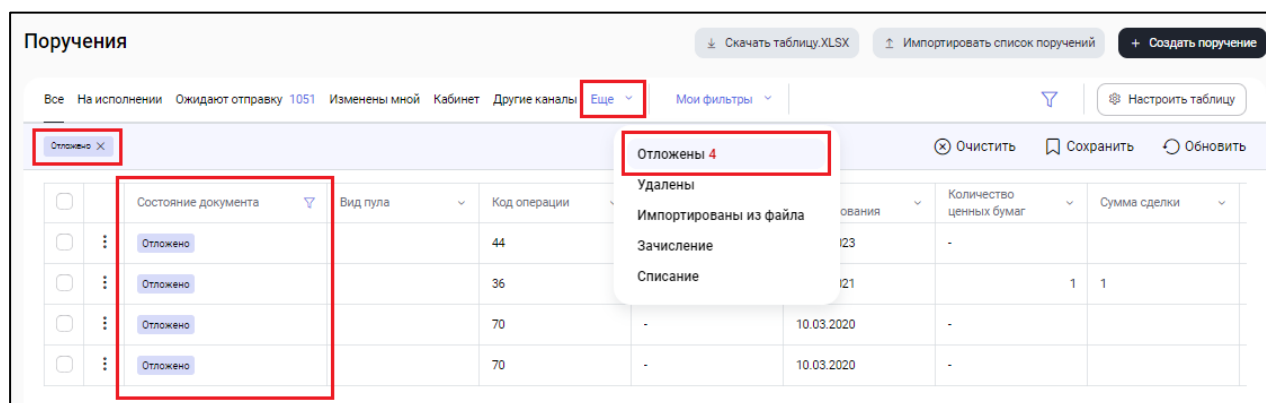 Поручения
Скачать таблицу.XLSX
Импортировать список поручений
+ Создать поручение
Все На исполнении Ожидают отправку 1051 Изменены мной Кабинет Другие каналы Еще Мои фильтры
Настроить таблицу
Отложено
Очистить Сохранить Обновить
Отложены 4
Удалены
Импортированы из файла
Зачисление
Списание
Состояние документа Вид пула Код операции ования Количество ценных бумаг Сумма сделки
Отложено 44 023 -
Отложено 36 021 1 1
Отложено 70 - 10.03.2020 -
Отложено 70 - 10.03.2020 -